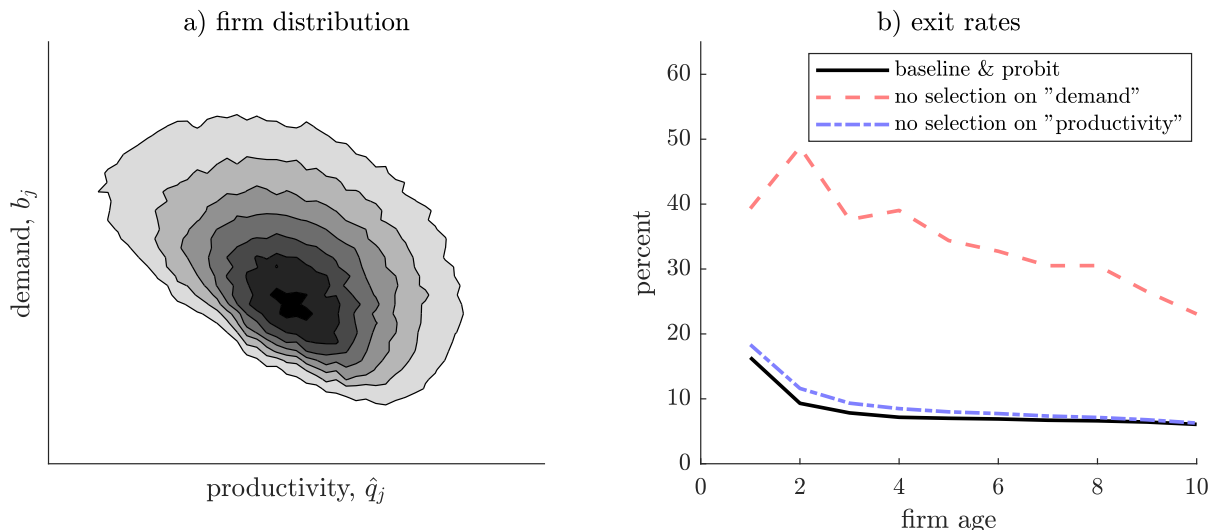 a) firm distribution
demand, b_j
productivity, q̂_j
b) exit rates
percent
60
50
40
30
20
10
0
baseline & probit
no selection on ”demand”
no selection on ”productivity”
0 2 4 6 8 10
firm age